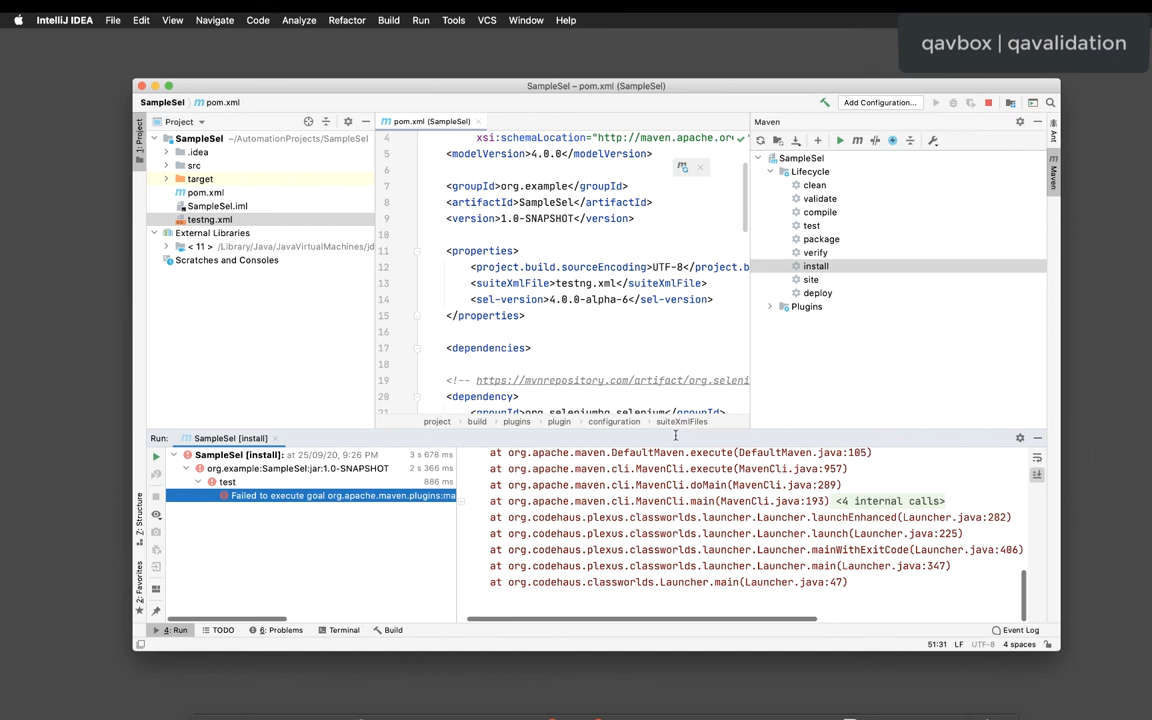 IntelliJ IDEA File Edit View Navigate Code Analyze Refactor Build Run Tools VCS Window Help
qavbox | qavalidation
SampleSel – pom.xml (SampleSel)
SampleSel pom.xml
Add Configuration...
1: Project
Project
SampleSel ~/AutomationProjects/SampleSel
.idea
src
target
pom.xml
SampleSel.iml
testng.xml
External Libraries
< 11 > /Library/Java/JavaVirtualMachines/jd
Scratches and Consoles
pom.xml (SampleSel)
4 xsi:schemaLocation="http://maven.apache.or
5 <modelVersion>4.0.0</modelVersion>
6
7 <groupId>org.example</groupId>
8 <artifactId>SampleSel</artifactId>
9 <version>1.0-SNAPSHOT</version>
10
11 <properties>
12 <project.build.sourceEncoding>UTF-8</project.b
13 <suiteXmlFile>testng.xml</suiteXmlFile>
14 <sel-version>4.0.0-alpha-6</sel-version>
15 </properties>
16
17 <dependencies>
18
19 <!-- https://mvnrepository.com/artifact/org.seleni
20 <dependency>
21 <groupId>org.seleniumhq.selenium</groupId>
project build plugins plugin configuration suiteXmlFiles
Maven
SampleSel
Lifecycle
clean
validate
compile
test
package
verify
install
site
deploy
Plugins
Ant
Maven
Run: SampleSel [install]
SampleSel [install]: at 25/09/20, 9:26 PM 3 s 678 ms
org.example:SampleSel:jar:1.0-SNAPSHOT 2 s 366 ms
test 886 ms
Failed to execute goal org.apache.maven.plugins:ma
at org.apache.maven.DefaultMaven.execute(DefaultMaven.java:105)
at org.apache.maven.cli.MavenCli.execute(MavenCli.java:957)
at org.apache.maven.cli.MavenCli.doMain(MavenCli.java:289)
at org.apache.maven.cli.MavenCli.main(MavenCli.java:193) <4 internal calls>
at org.codehaus.plexus.classworlds.launcher.Launcher.launchEnhanced(Launcher.java:282)
at org.codehaus.plexus.classworlds.launcher.Launcher.launch(Launcher.java:225)
at org.codehaus.plexus.classworlds.launcher.Launcher.mainWithExitCode(Launcher.java:406)
at org.codehaus.plexus.classworlds.launcher.Launcher.main(Launcher.java:347)
at org.codehaus.classworlds.Launcher.main(Launcher.java:47)
Z: Structure
2: Favorites
4: Run TODO 6: Problems Terminal Build Event Log
51:31 LF UTF-8 4 spaces